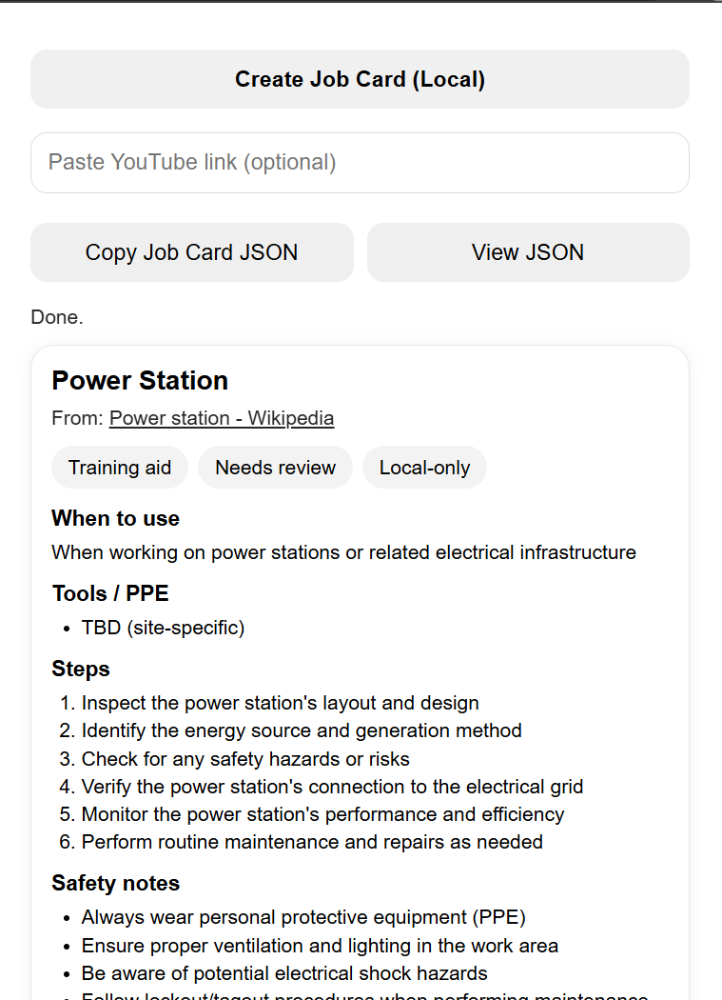 Create Job Card (Local)
Paste YouTube link (optional)
Copy Job Card JSON
View JSON
Done.
Power Station
From: Power station - Wikipedia
Training aid
Needs review
Local-only
When to use
When working on power stations or related electrical infrastructure
Tools / PPE
• TBD (site-specific)
Steps
1. Inspect the power station's layout and design
2. Identify the energy source and generation method
3. Check for any safety hazards or risks
4. Verify the power station's connection to the electrical grid
5. Monitor the power station's performance and efficiency
6. Perform routine maintenance and repairs as needed
Safety notes
• Always wear personal protective equipment (PPE)
• Ensure proper ventilation and lighting in the work area
• Be aware of potential electrical shock hazards
• Follow lockout/tagout procedures when performing maintenance